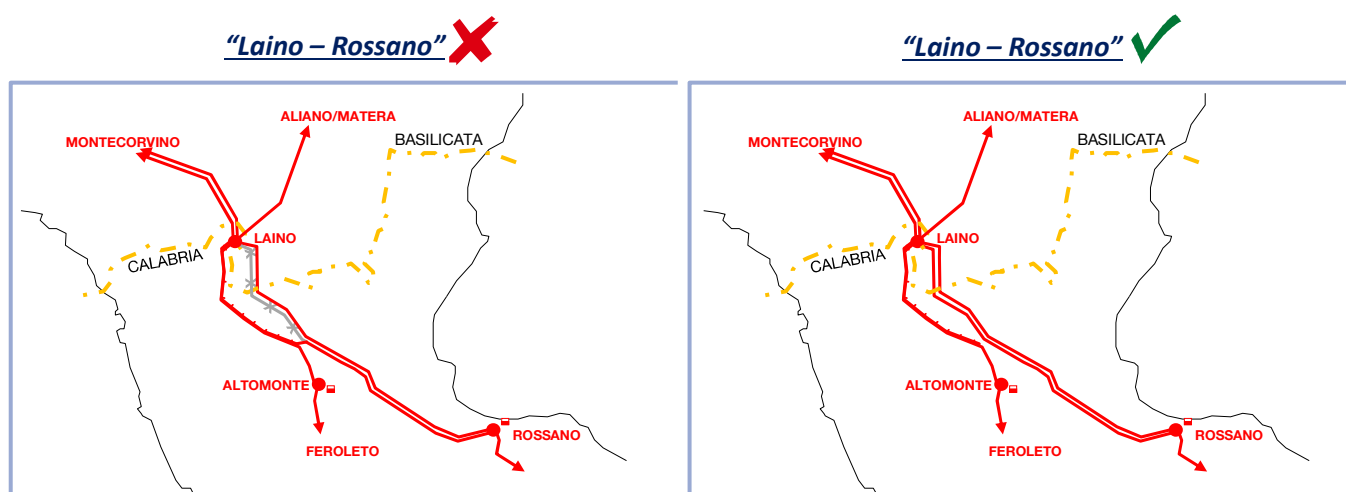 “Laino – Rossano”
ALIANO/MATERA
MONTECORVINO
BASILICATA
LAINO
CALABRIA
ALTOMONTE
ROSSANO
FEROLETO
“Laino – Rossano”
ALIANO/MATERA
MONTECORVINO
BASILICATA
LAINO
CALABRIA
ALTOMONTE
ROSSANO
FEROLETO